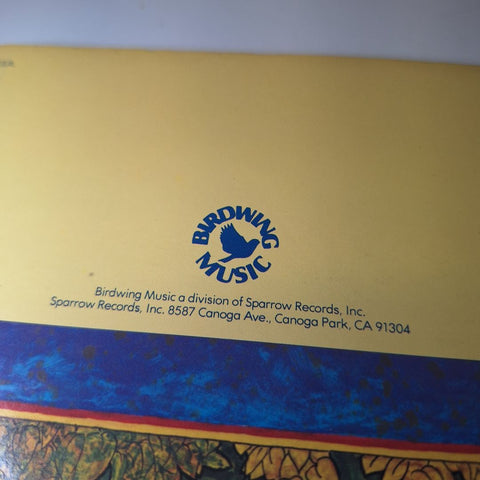 BIRDWING
MUSIC
Birdwing Music a division of Sparrow Records, Inc.
Sparrow Records, Inc. 8587 Canoga Ave., Canoga Park, CA 91304